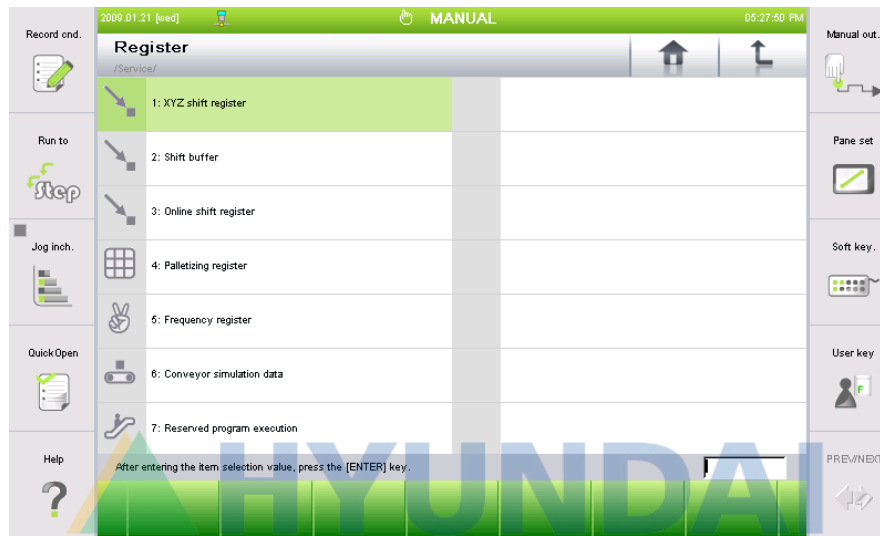 2009.01.21 [wed]
MANUAL
05:27:50 PM
Record cnd.
Register
/Service/
Manual out.
1: XYZ shift register
Run to
Step
2: Shift buffer
Pane set
3: Online shift register
Jog inch.
Soft key.
4: Palletizing register
5: Frequency register
Quick Open
User key
F
6: Conveyor simulation data
7: Reserved program execution
Help
After entering the item selection value, press the [ENTER] key.
PREV/NEXT
HYUNDAI